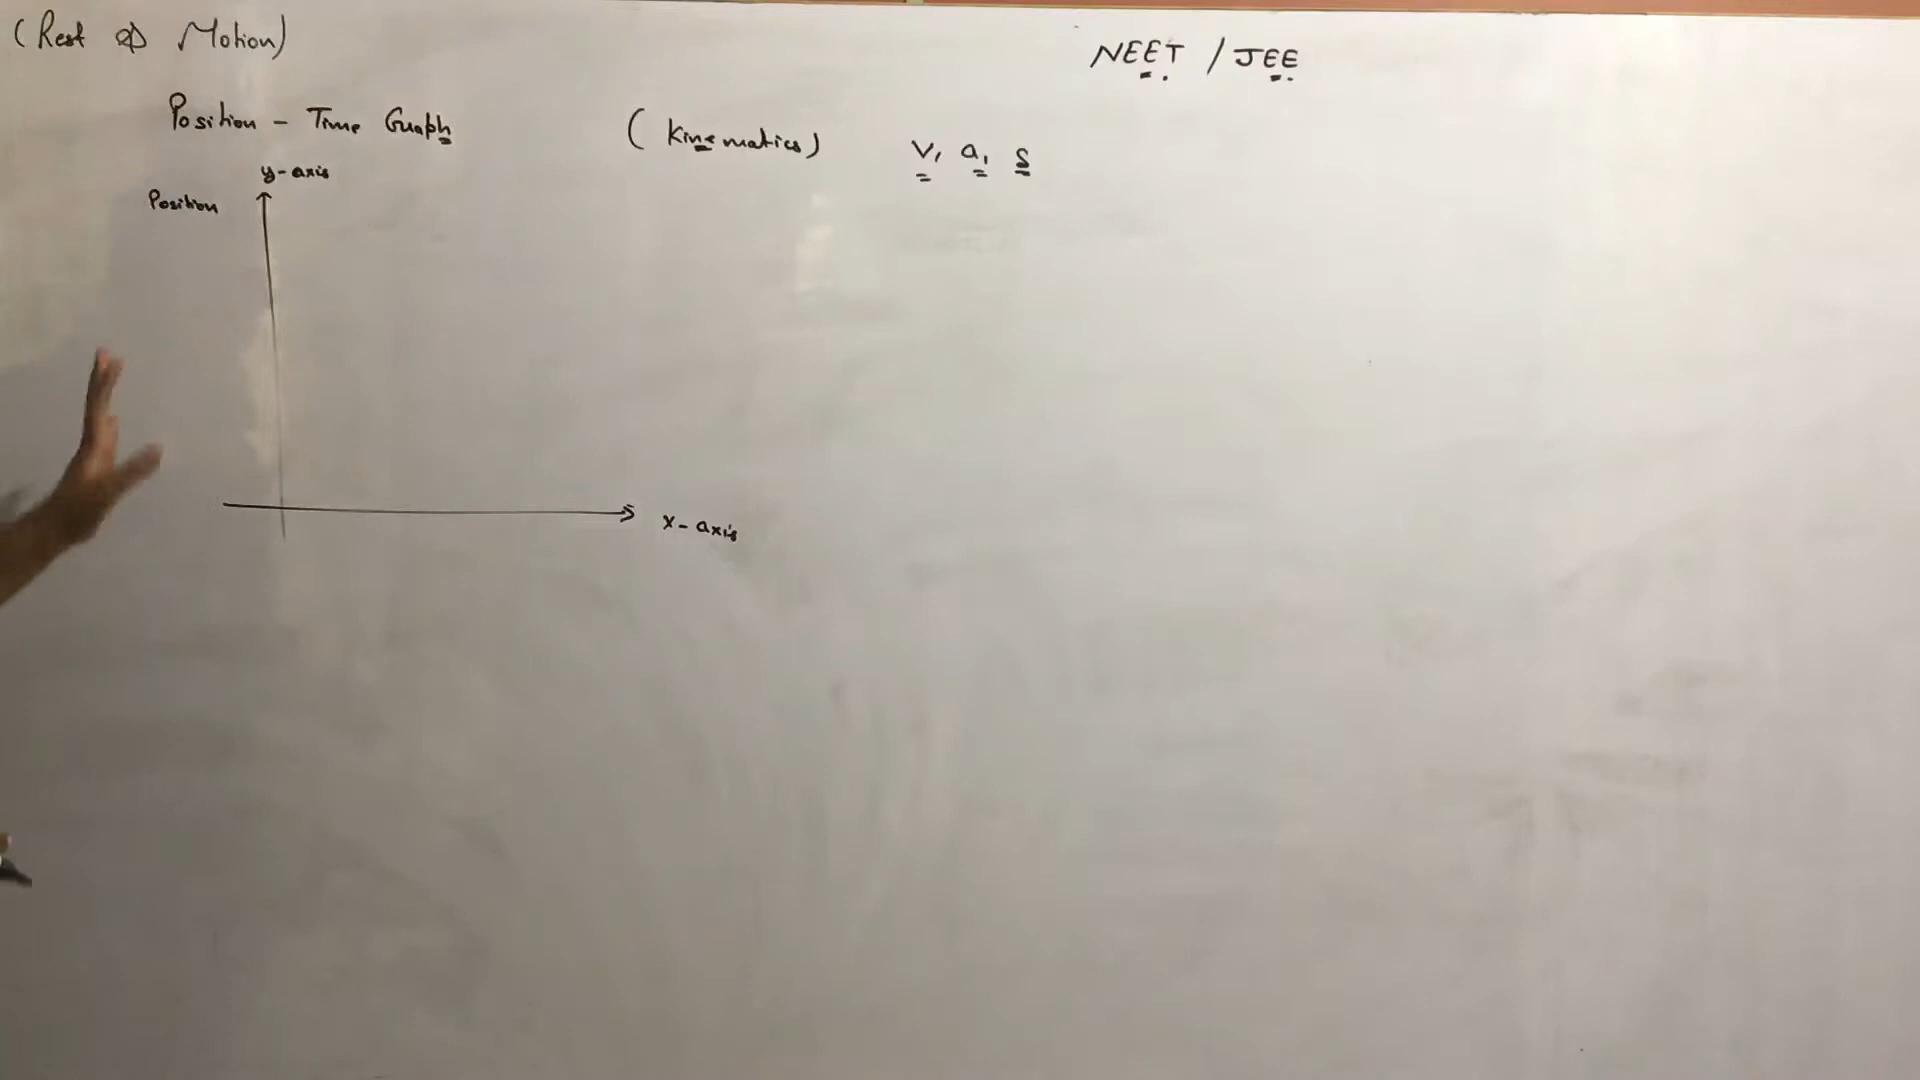 (Rest & Motion)
NEET / JEE
Position - Time Graph
(Kinematics)
v, a, s
y-axis
Position
x-axis